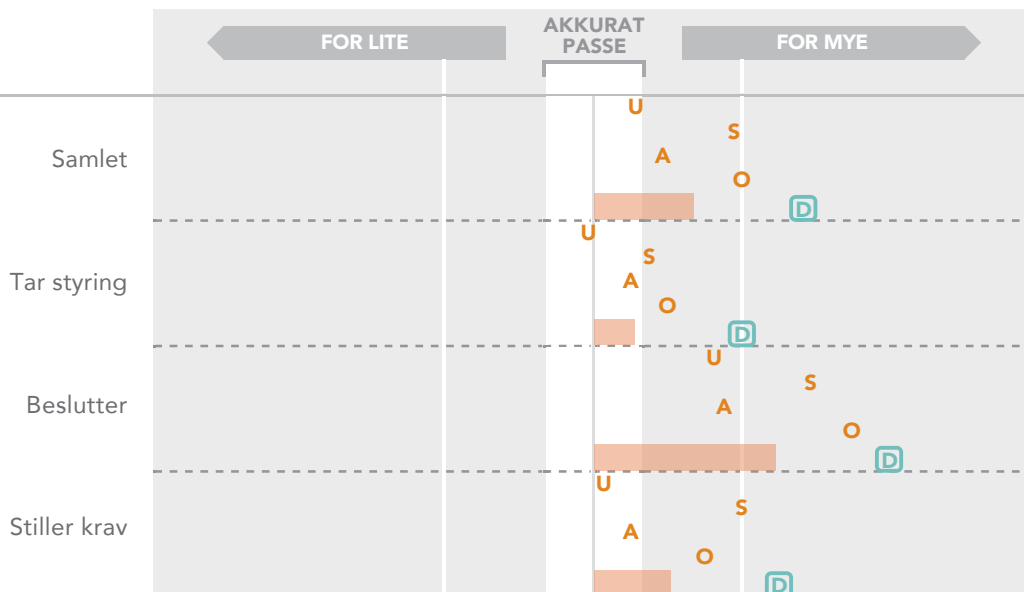 FOR LITE
AKKURAT
PASSE
FOR MYE
U
S
A
Samlet
O
D
U
S
Tar styring
A
O
D
U
S
Beslutter
A
O
D
U
S
Stiller krav
A
O
D